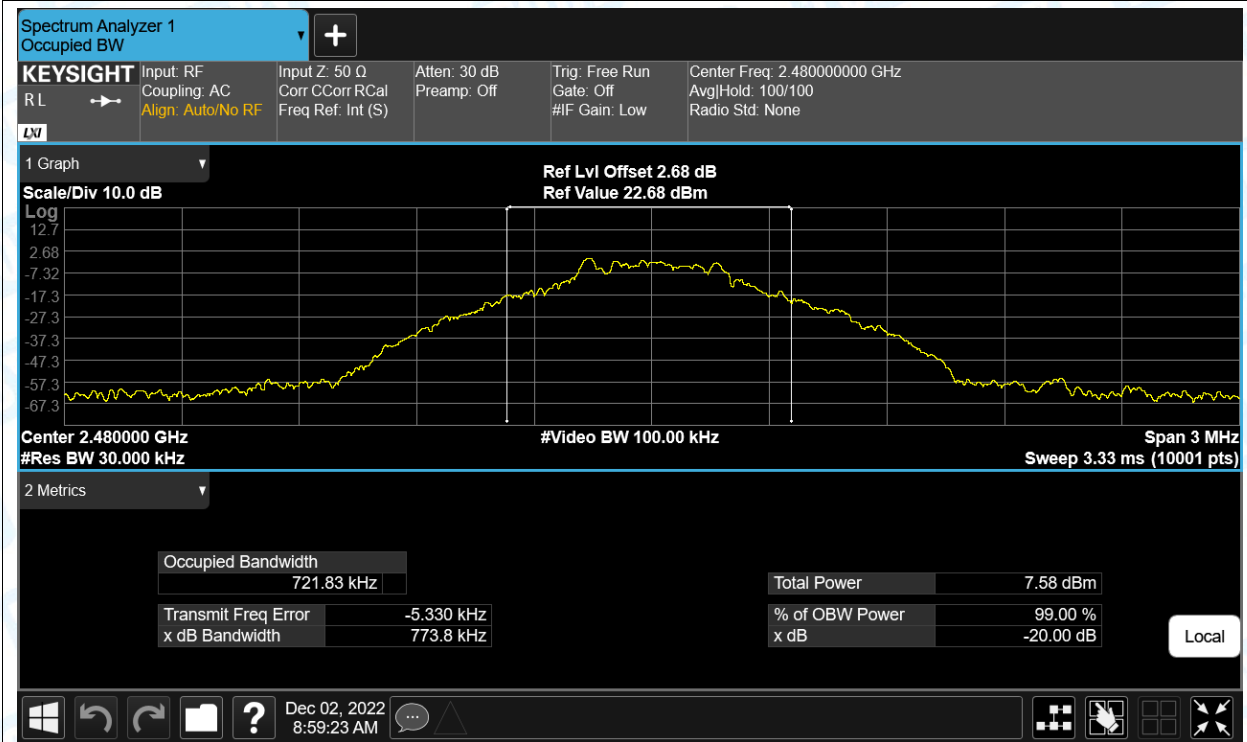 Spectrum Analyzer 1
Occupied BW
KEYSIGHT
R L
LXI
Input: RF
Coupling: AC
Align: Auto/No RF
Input Z: 50 Ω
Corr CCorr RCal
Freq Ref: Int (S)
Atten: 30 dB
Preamp: Off
Trig: Free Run
Gate: Off
#IF Gain: Low
Center Freq: 2.480000000 GHz
Avg|Hold: 100/100
Radio Std: None
1 Graph
Scale/Div 10.0 dB
Ref Lvl Offset 2.68 dB
Ref Value 22.68 dBm
Log
12.7
2.68
-7.32
-17.3
-27.3
-37.3
-47.3
-57.3
-67.3
Center 2.480000 GHz
#Video BW 100.00 kHz
Span 3 MHz
#Res BW 30.000 kHz
Sweep 3.33 ms (10001 pts)
2 Metrics
Occupied Bandwidth
721.83 kHz
Transmit Freq Error -5.330 kHz
x dB Bandwidth 773.8 kHz
Total Power 7.58 dBm
% of OBW Power 99.00 %
x dB -20.00 dB
Local
?
Dec 02, 2022
8:59:23 AM